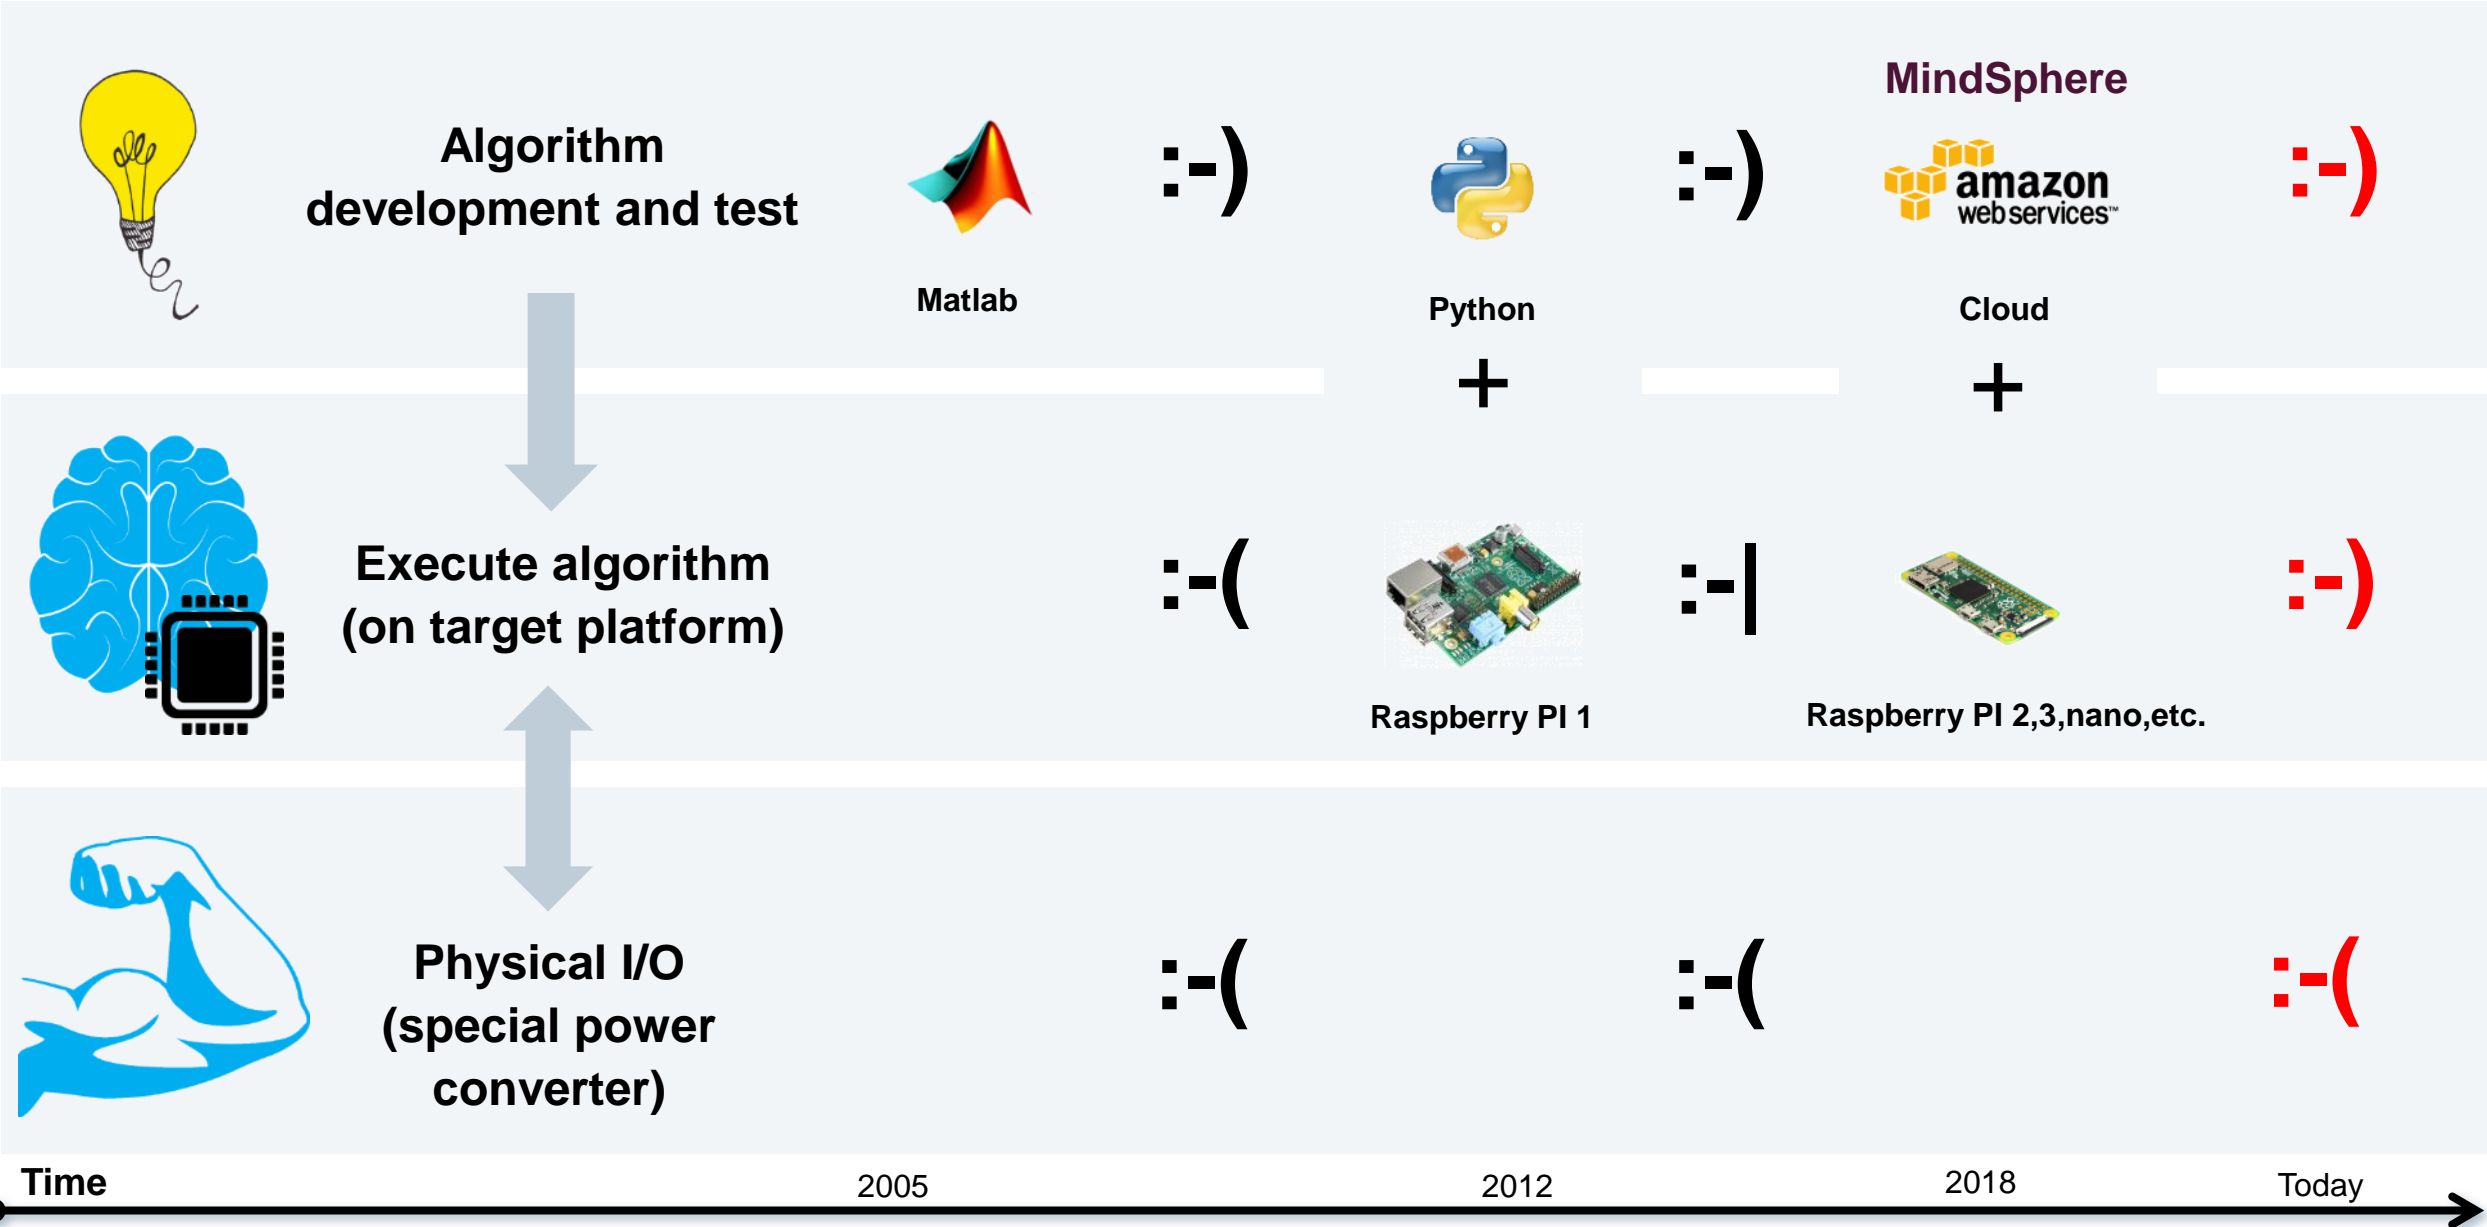 MindSphere
Algorithm
development and test
:-)
:-)
amazon
web services™
:-)
Matlab
Python
Cloud
+
+
Execute algorithm
(on target platform)
:-(
:-|
:-)
Raspberry PI 1
Raspberry PI 2,3,nano,etc.
Physical I/O
(special power
converter)
:-(
:-(
:-(
Time
2005
2012
2018
Today